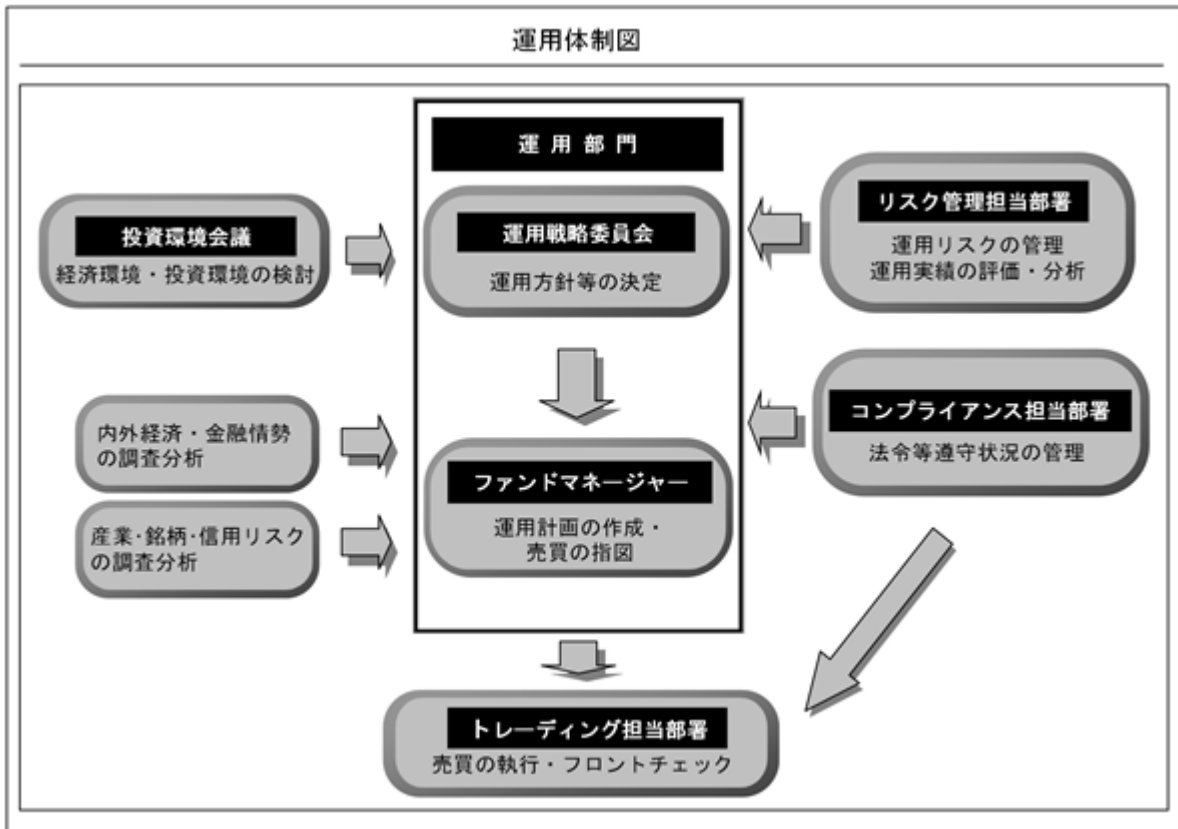 運用体制図
運用部門
投資環境会議
経済環境・投資環境の検討
運用戦略委員会
運用方針等の決定
リスク管理担当部署
運用リスクの管理
運用実績の評価・分析
内外経済・金融情勢
の調査分析
産業・銘柄・信用リスク
の調査分析
ファンドマネージャー
運用計画の作成・
売買の指図
コンプライアンス担当部署
法令等遵守状況の管理
トレーディング担当部署
売買の執行・フロントチェック